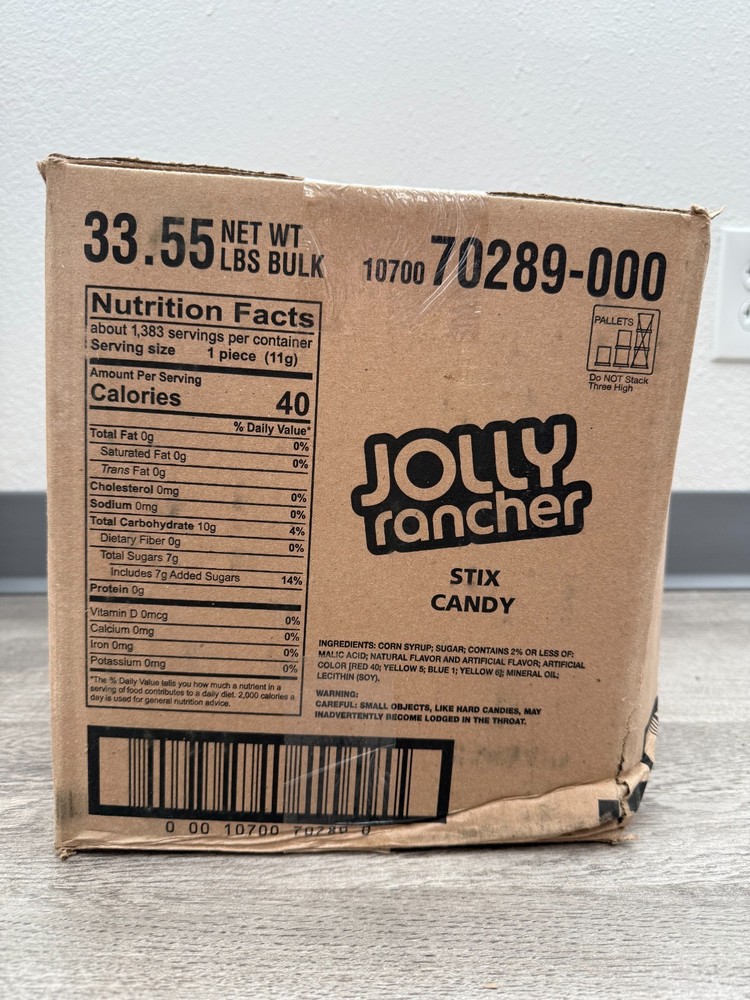 33.55 NET WT
LBS BULK
10700 70289-000
PALLETS
Do NOT Stack
Three High
Nutrition Facts
about 1,383 servings per container
Serving size 1 piece (11g)
Amount Per Serving
Calories 40
% Daily Value*
Total Fat 0g 0%
Saturated Fat 0g 0%
Trans Fat 0g
Cholesterol 0mg 0%
Sodium 0mg 0%
Total Carbohydrate 10g 4%
Dietary Fiber 0g 0%
Total Sugars 7g
Includes 7g Added Sugars 14%
Protein 0g
Vitamin D 0mcg 0%
Calcium 0mg 0%
Iron 0mg 0%
Potassium 0mg 0%
*The % Daily Value tells you how much a nutrient in a
serving of food contributes to a daily diet. 2,000 calories a
day is used for general nutrition advice.
JOLLY
rancher
STIX
CANDY
INGREDIENTS: CORN SYRUP; SUGAR; CONTAINS 2% OR LESS OF:
MALIC ACID; NATURAL FLAVOR AND ARTIFICIAL FLAVOR; ARTIFICIAL
COLOR [RED 40; YELLOW 5; BLUE 1; YELLOW 6]; MINERAL OIL;
LECITHIN (SOY).
WARNING:
CAREFUL: SMALL OBJECTS, LIKE HARD CANDIES, MAY
INADVERTENTLY BECOME LODGED IN THE THROAT.
0 00 10700 70289 0